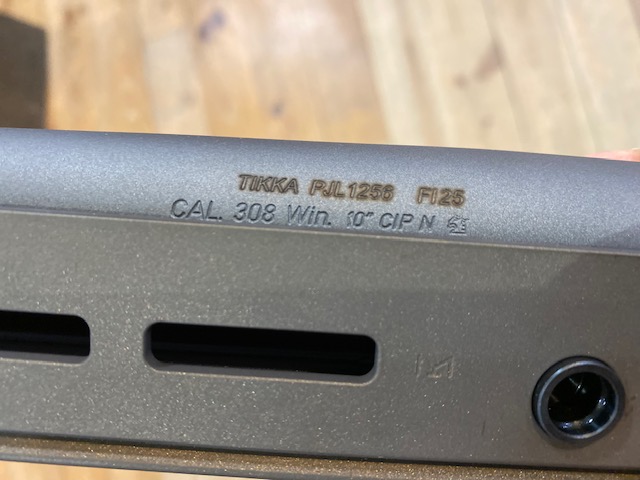 TIKKA PJL1256 FI25
CAL. 308 Win. 10" CIP N